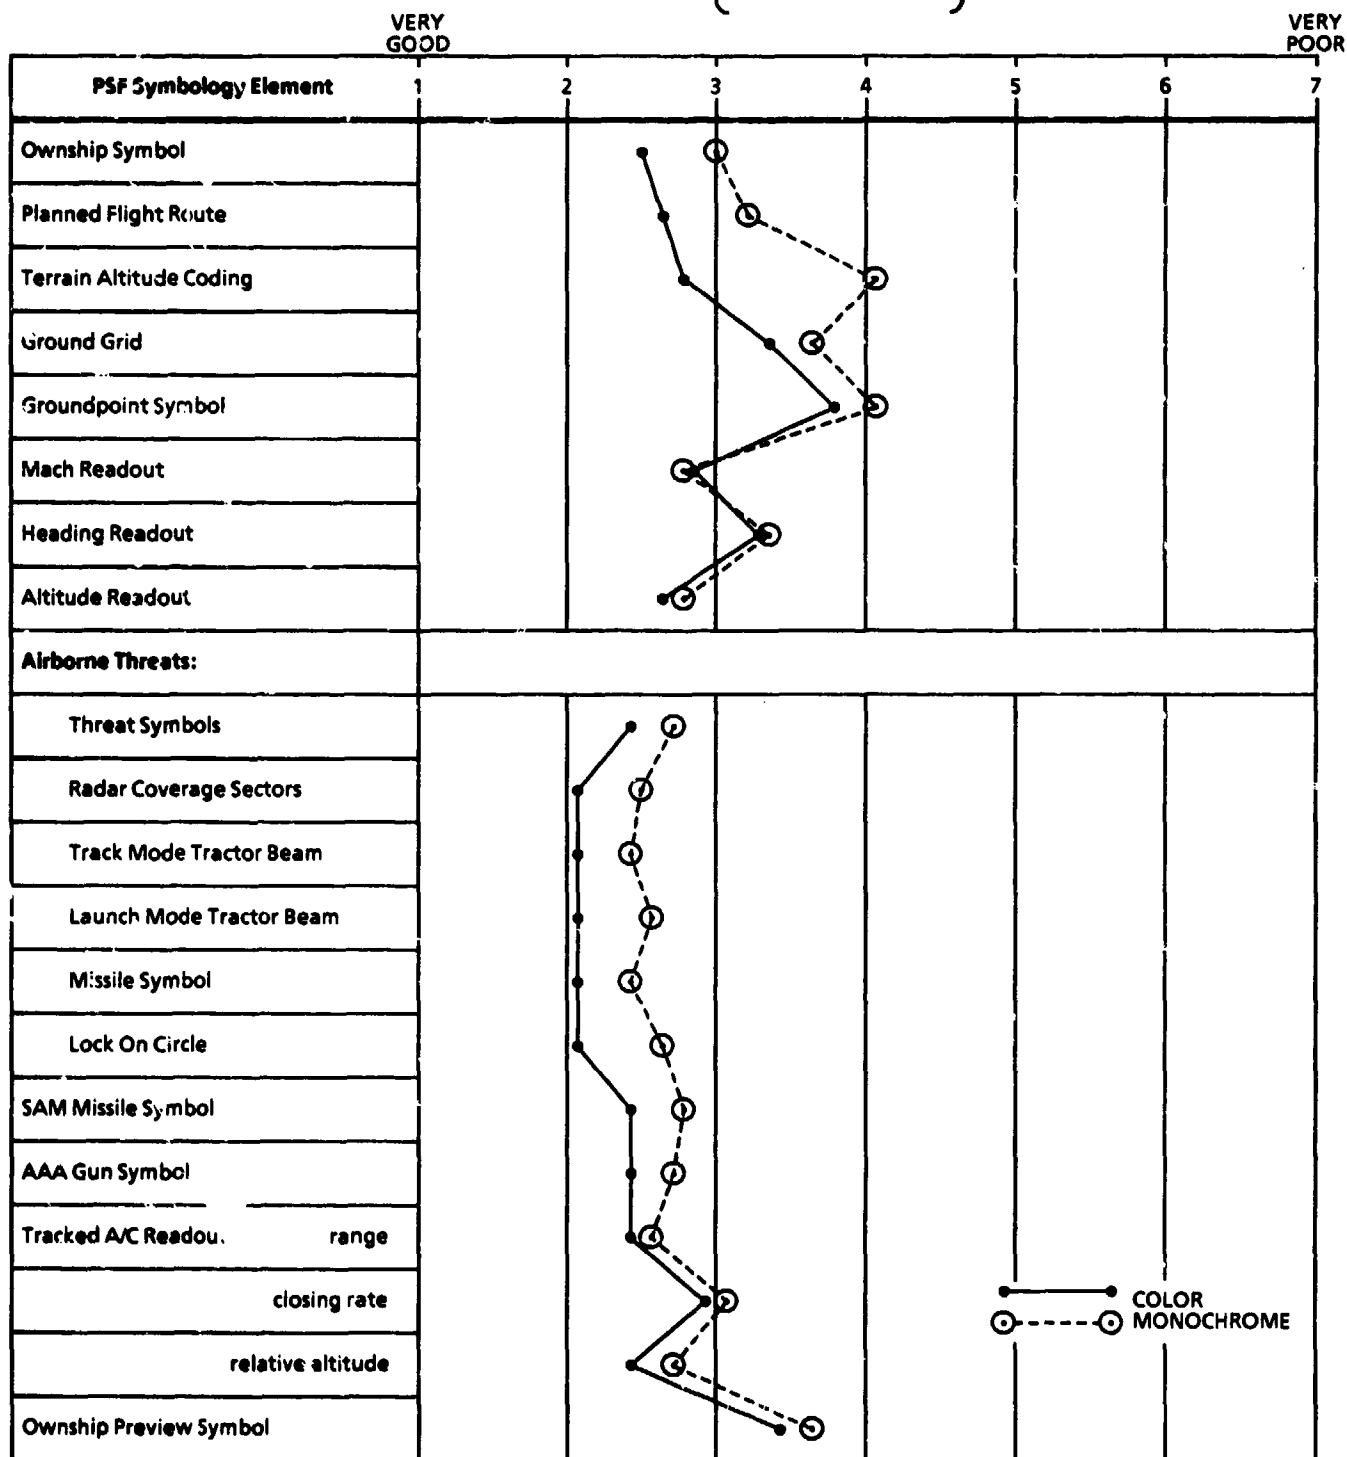 VERY GOOD
VERY POOR
PSF Symbology Element 1 2 3 4 5 6 7
Ownship Symbol
Planned Flight Route
Terrain Altitude Coding
Ground Grid
Groundpoint Symbol
Mach Readout
Heading Readout
Altitude Readout
Airborne Threats:
Threat Symbols
Radar Coverage Sectors
Track Mode Tractor Beam
Launch Mode Tractor Beam
Missile Symbol
Lock On Circle
SAM Missile Symbol
AAA Gun Symbol
Tracked A/C Readout range
closing rate
relative altitude
Ownship Preview Symbol
COLOR
MONOCHROME